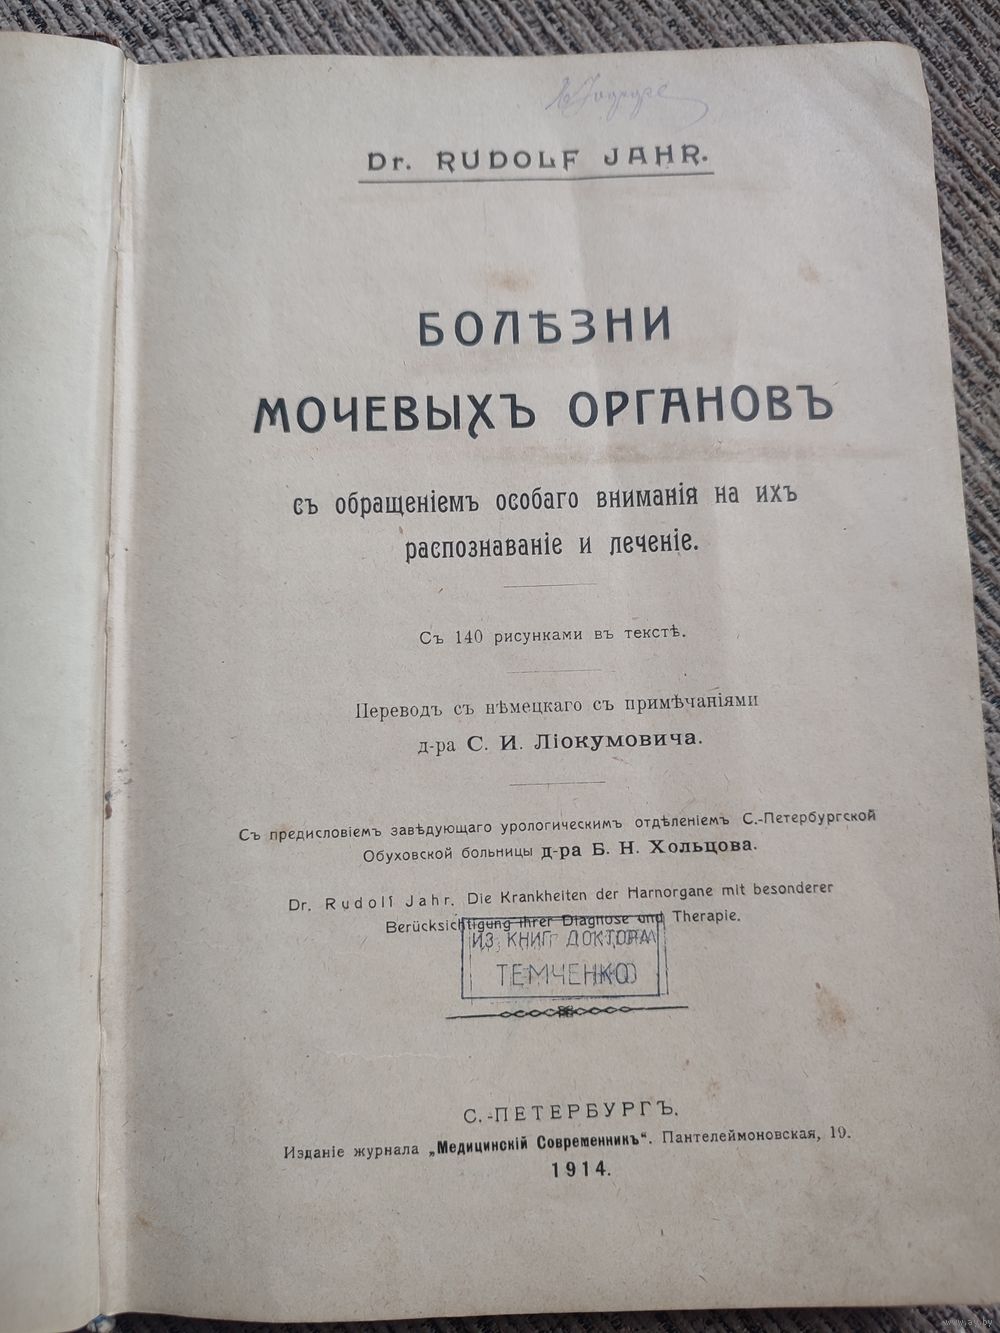 Dr. RUDOLF JAHR.
БОЛѢЗНИ
МОЧЕВЫХЪ ОРГАНОВЪ
съ обращеніемъ особаго вниманія на ихъ
распознаваніе и леченіе.
Съ 140 рисунками въ текстѣ.
Переводъ съ нѣмецкаго съ примѣчаніями
д-ра С. И. Ліокумовича.
Съ предисловіемъ завѣдующаго урологическимъ отдѣленіемъ С.-Петербургской
Обуховской больницы д-ра Б. Н. Хольцова.
Dr. Rudolf Jahr. Die Krankheiten der Harnorgane mit besonderer
Berücksichtigung ihrer Diagnose und Therapie.
ИЗ КНИГ ДОКТОРА
ТЕМЧЕНКО
С.-ПЕТЕРБУРГЪ.
Изданіе журнала „Медицинскій Современникъ“. Пантелеймоновская, 19.
1914.
www.ay.by